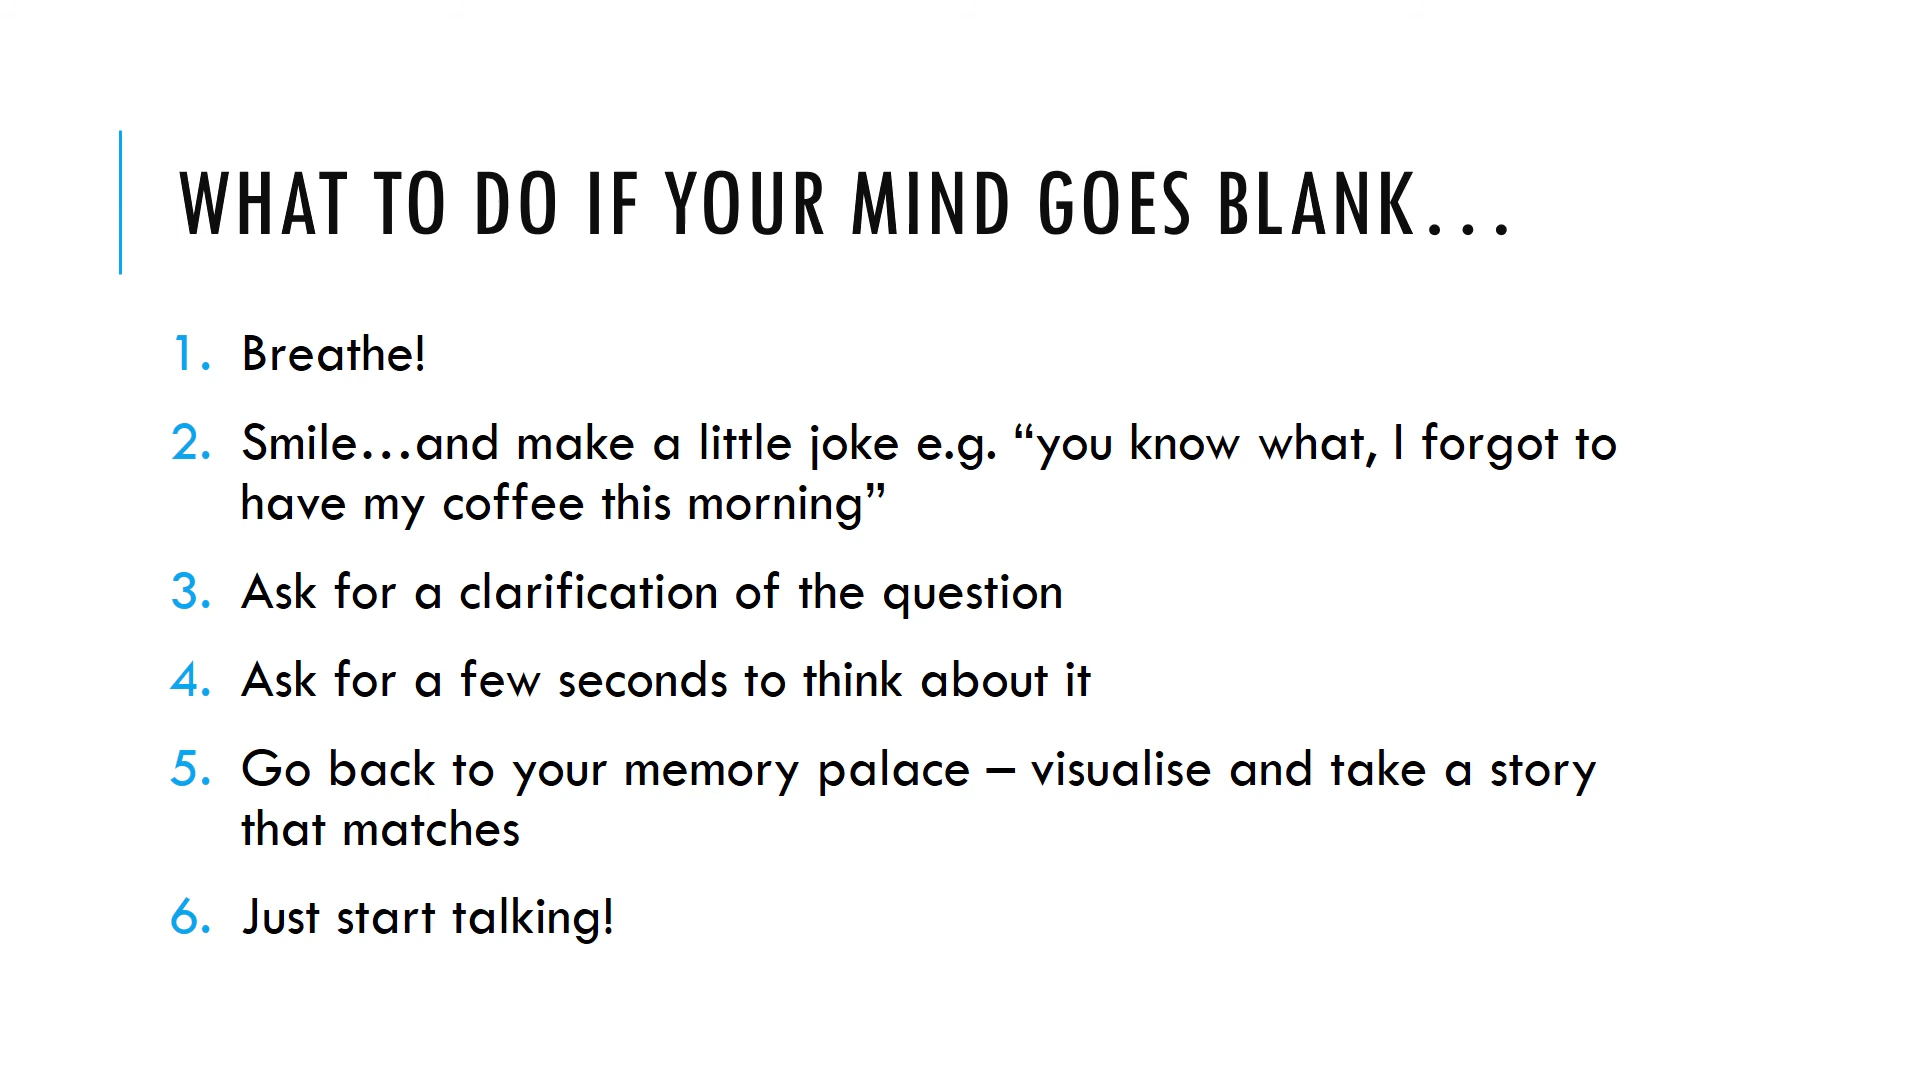 WHAT TO DO IF YOUR MIND GOES BLANK…
1. Breathe!
2. Smile…and make a little joke e.g. “you know what, I forgot to
have my coffee this morning”
3. Ask for a clarification of the question
4. Ask for a few seconds to think about it
5. Go back to your memory palace – visualise and take a story
that matches
6. Just start talking!